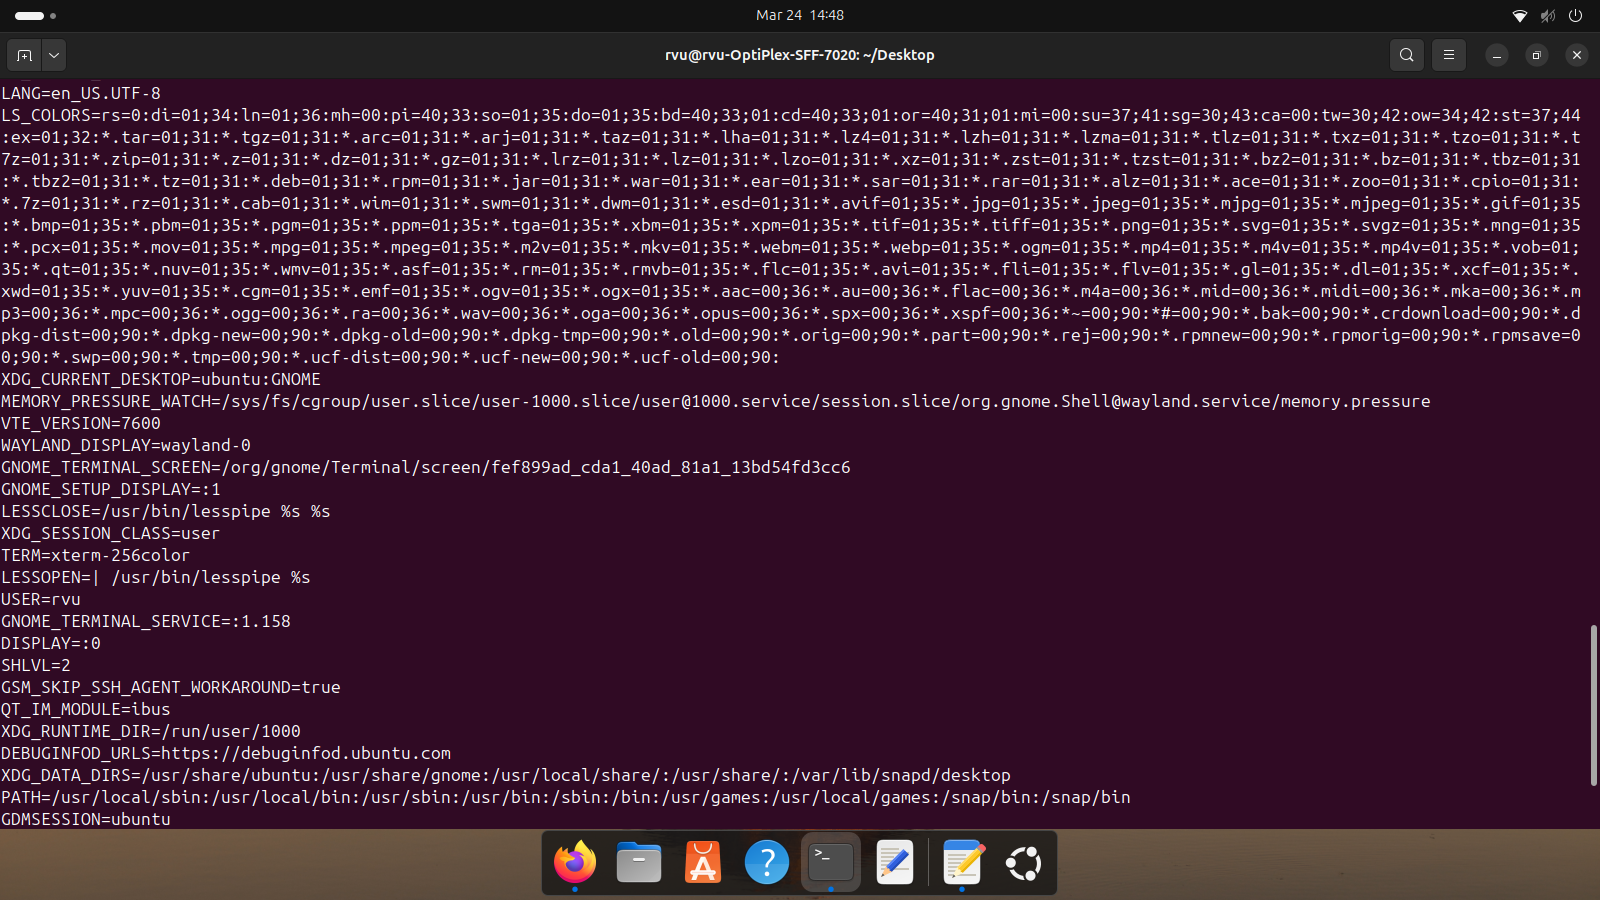 Mar 24  14:48
rvu@rvu-OptiPlex-SFF-7020: ~/Desktop
LANG=en_US.UTF-8
LS_COLORS=rs=0:di=01;34:ln=01;36:mh=00:pi=40;33:so=01;35:do=01;35:bd=40;33;01:cd=40;33;01:or=40;31;01:mi=00:su=37;41:sg=30;43:ca=00:tw=30;42:ow=34;42:st=37;44
:ex=01;32:*.tar=01;31:*.tgz=01;31:*.arc=01;31:*.arj=01;31:*.taz=01;31:*.lha=01;31:*.lz4=01;31:*.lzh=01;31:*.lzma=01;31:*.tlz=01;31:*.txz=01;31:*.tzo=01;31:*.t
7z=01;31:*.zip=01;31:*.z=01;31:*.dz=01;31:*.gz=01;31:*.lrz=01;31:*.lz=01;31:*.lzo=01;31:*.xz=01;31:*.zst=01;31:*.tzst=01;31:*.bz2=01;31:*.bz=01;31:*.tbz=01;31
:*.tbz2=01;31:*.tz=01;31:*.deb=01;31:*.rpm=01;31:*.jar=01;31:*.war=01;31:*.ear=01;31:*.sar=01;31:*.rar=01;31:*.alz=01;31:*.ace=01;31:*.zoo=01;31:*.cpio=01;31:
*.7z=01;31:*.rz=01;31:*.cab=01;31:*.wim=01;31:*.swm=01;31:*.dwm=01;31:*.esd=01;31:*.avif=01;35:*.jpg=01;35:*.jpeg=01;35:*.mjpg=01;35:*.mjpeg=01;35:*.gif=01;35
:*.bmp=01;35:*.pbm=01;35:*.pgm=01;35:*.ppm=01;35:*.tga=01;35:*.xbm=01;35:*.xpm=01;35:*.tif=01;35:*.tiff=01;35:*.png=01;35:*.svg=01;35:*.svgz=01;35:*.mng=01;35
:*.pcx=01;35:*.mov=01;35:*.mpg=01;35:*.mpeg=01;35:*.m2v=01;35:*.mkv=01;35:*.webm=01;35:*.webp=01;35:*.ogm=01;35:*.mp4=01;35:*.m4v=01;35:*.mp4v=01;35:*.vob=01;
35:*.qt=01;35:*.nuv=01;35:*.wmv=01;35:*.asf=01;35:*.rm=01;35:*.rmvb=01;35:*.flc=01;35:*.avi=01;35:*.fli=01;35:*.flv=01;35:*.gl=01;35:*.dl=01;35:*.xcf=01;35:*.
xwd=01;35:*.yuv=01;35:*.cgm=01;35:*.emf=01;35:*.ogv=01;35:*.ogx=01;35:*.aac=00;36:*.au=00;36:*.flac=00;36:*.m4a=00;36:*.mid=00;36:*.midi=00;36:*.mka=00;36:*.m
p3=00;36:*.mpc=00;36:*.ogg=00;36:*.ra=00;36:*.wav=00;36:*.oga=00;36:*.opus=00;36:*.spx=00;36:*.xspf=00;36:*~=00;90:*#=00;90:*.bak=00;90:*.crdownload=00;90:*.d
pkg-dist=00;90:*.dpkg-new=00;90:*.dpkg-old=00;90:*.dpkg-tmp=00;90:*.old=00;90:*.orig=00;90:*.part=00;90:*.rej=00;90:*.rpmnew=00;90:*.rpmorig=00;90:*.rpmsave=0
0;90:*.swp=00;90:*.tmp=00;90:*.ucf-dist=00;90:*.ucf-new=00;90:*.ucf-old=00;90:
XDG_CURRENT_DESKTOP=ubuntu:GNOME
MEMORY_PRESSURE_WATCH=/sys/fs/cgroup/user.slice/user-1000.slice/user@1000.service/session.slice/org.gnome.Shell@wayland.service/memory.pressure
VTE_VERSION=7600
WAYLAND_DISPLAY=wayland-0
GNOME_TERMINAL_SCREEN=/org/gnome/Terminal/screen/fef899ad_cda1_40ad_81a1_13bd54fd3cc6
GNOME_SETUP_DISPLAY=:1
LESSCLOSE=/usr/bin/lesspipe %s %s
XDG_SESSION_CLASS=user
TERM=xterm-256color
LESSOPEN=| /usr/bin/lesspipe %s
USER=rvu
GNOME_TERMINAL_SERVICE=:1.158
DISPLAY=:0
SHLVL=2
GSM_SKIP_SSH_AGENT_WORKAROUND=true
QT_IM_MODULE=ibus
XDG_RUNTIME_DIR=/run/user/1000
DEBUGINFOD_URLS=https://debuginfod.ubuntu.com
XDG_DATA_DIRS=/usr/share/ubuntu:/usr/share/gnome:/usr/local/share/:/usr/share/:/var/lib/snapd/desktop
PATH=/usr/local/sbin:/usr/local/bin:/usr/sbin:/usr/bin:/sbin:/bin:/usr/games:/usr/local/games:/snap/bin:/snap/bin
GDMSESSION=ubuntu